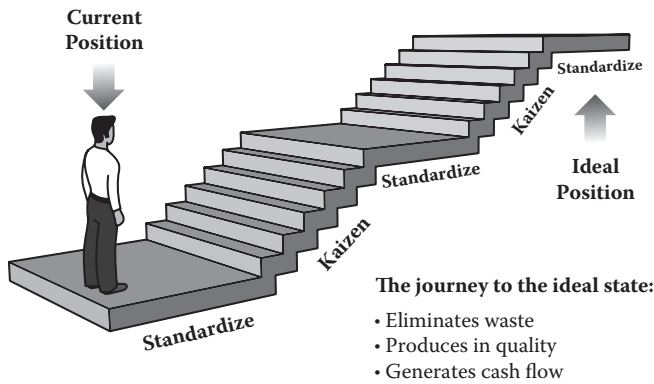 Current
Position
Standardize
Kaizen
Standardize
Kaizen
Standardize
Ideal
Position
The journey to the ideal state:
• Eliminates waste
• Produces in quality
• Generates cash flow